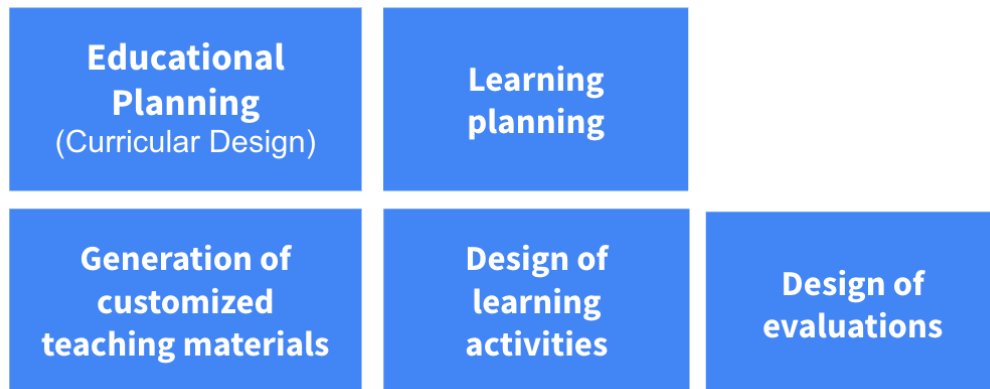 Educational
Planning
(Curricular Design)
Learning
planning
Generation of
customized
teaching materials
Design of
learning
activities
Design of
evaluations